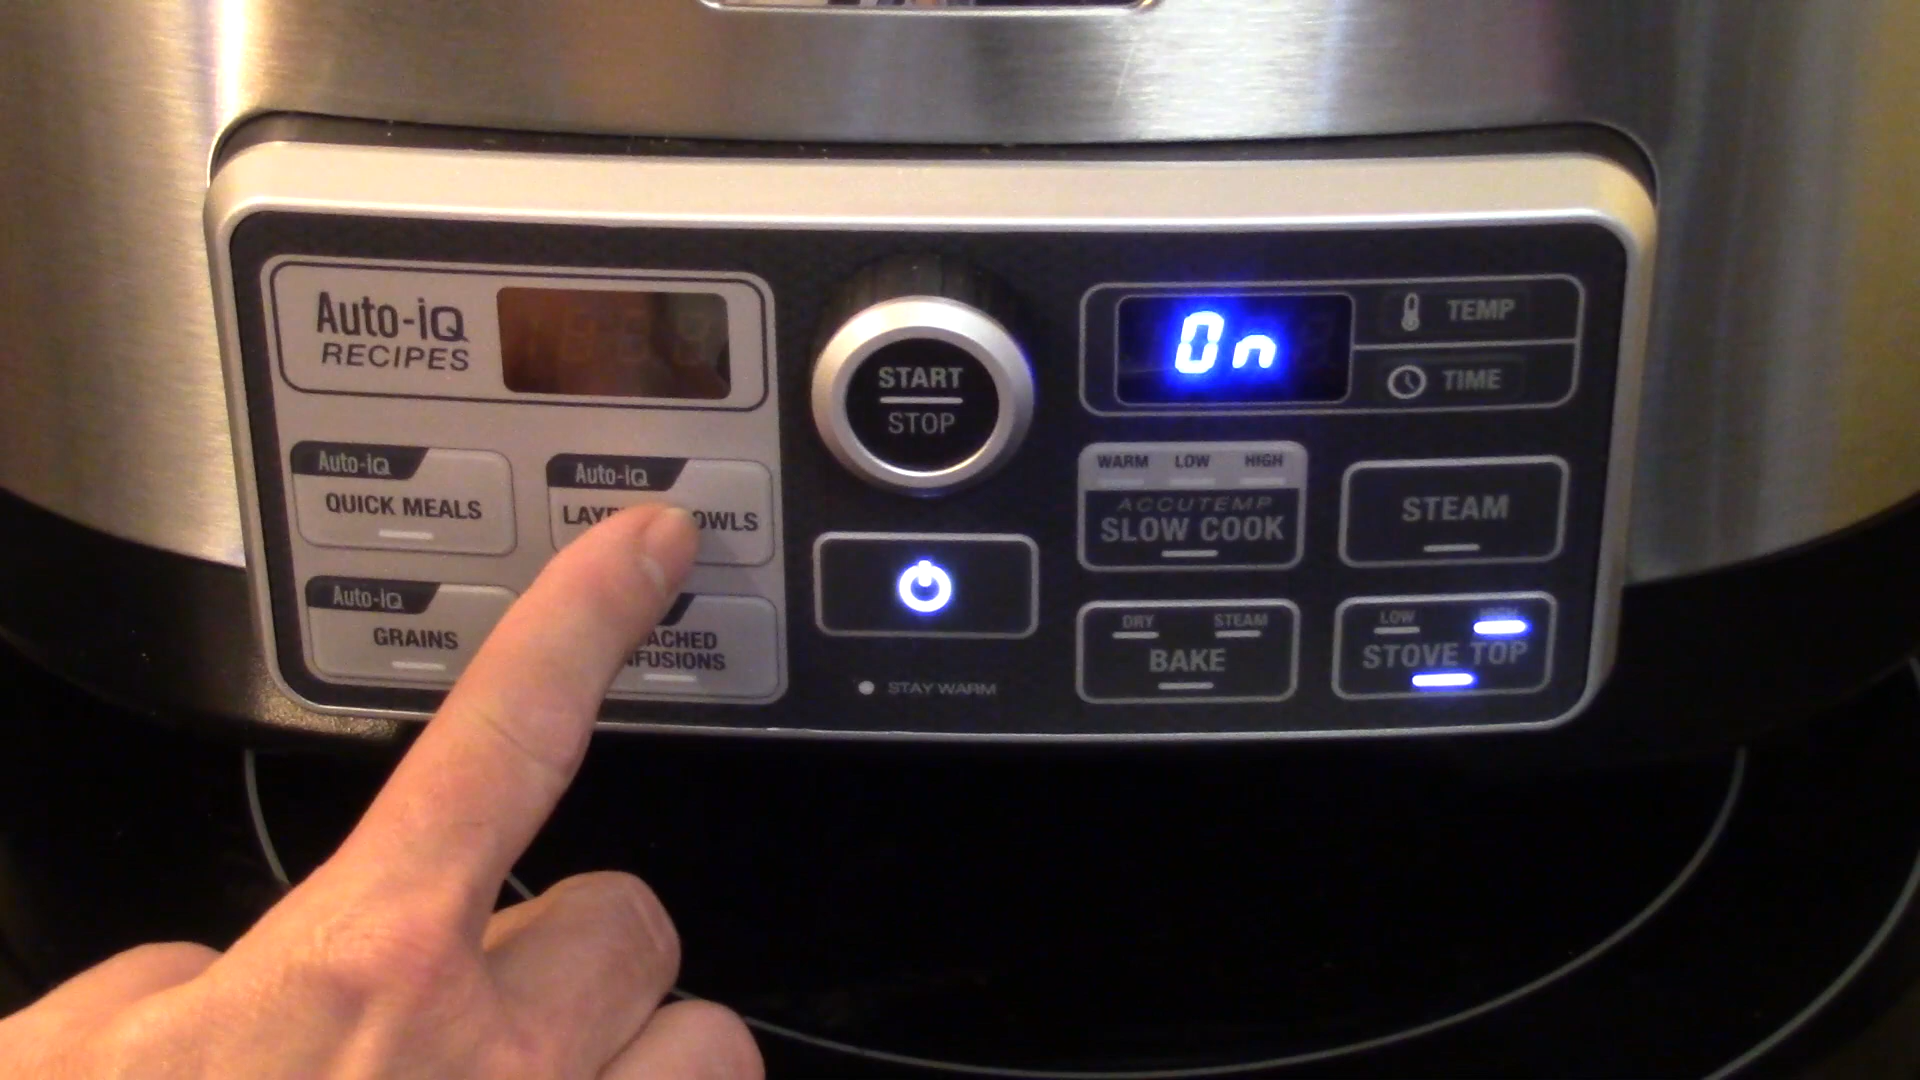 Auto-iQ
RECIPES
START
STOP
On
TEMP
TIME
Auto-iQ
QUICK MEALS
Auto-iQ
WARM LOW HIGH
ACCUTEMP
SLOW COOK
STEAM
Auto-iQ
GRAINS
STAY WARM
DRY STEAM
BAKE
LOW HIGH
STOVE TOP